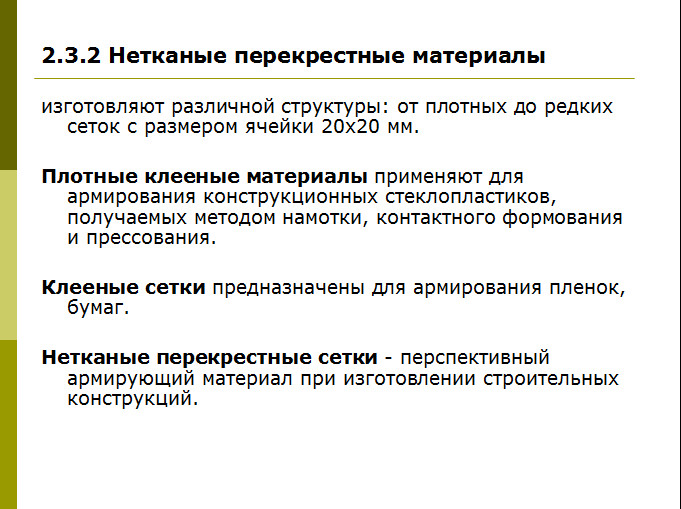 2.3.2 Нетканые перекрестные материалы
изготовляют различной структуры: от плотных до редких
сеток с размером ячейки 20х20 мм.
Плотные клееные материалы применяют для
армирования конструкционных стеклопластиков,
получаемых методом намотки, контактного формования
и прессования.
Клееные сетки предназначены для армирования пленок,
бумаг.
Нетканые перекрестные сетки - перспективный
армирующий материал при изготовлении строительных
конструкций.